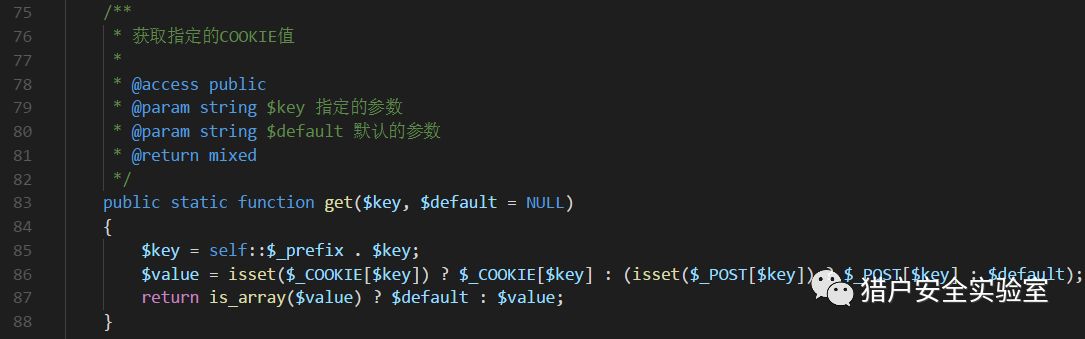 75 /**
76 * 获取指定的COOKIE值
77 *
78 * @access public
79 * @param string $key 指定的参数
80 * @param string $default 默认的参数
81 * @return mixed
82 */
83 public static function get($key, $default = NULL)
84 {
85 $key = self::$_prefix . $key;
86 $value = isset($_COOKIE[$key]) ? $_COOKIE[$key] : (isset($_POST[$key]) ? $_POST[$key] : $default);
87 return is_array($value) ? $default : $value;
88 }
猎户安全实验室